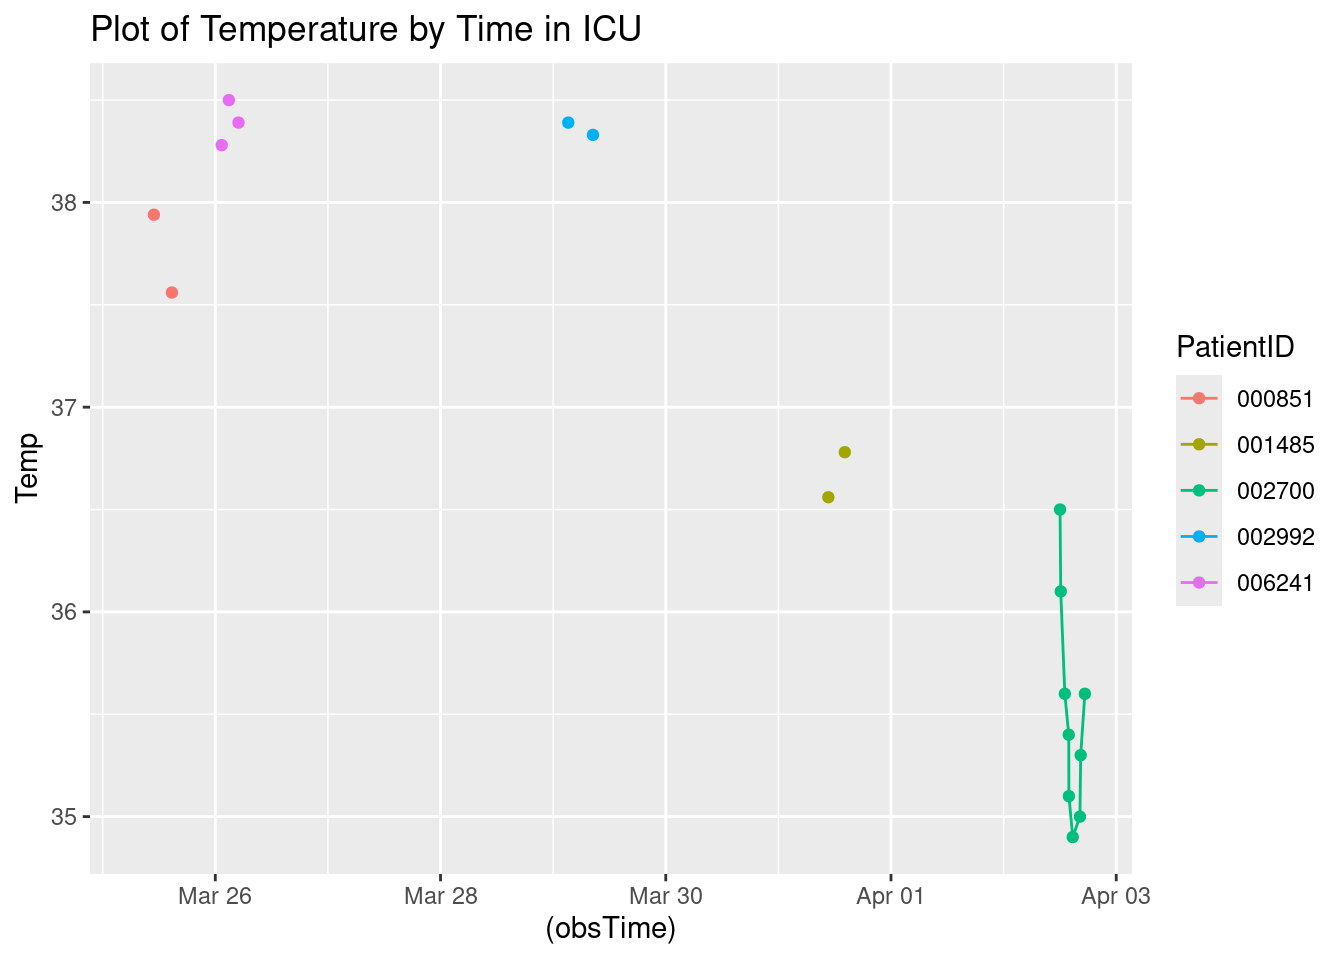 Plot of Temperature by Time in ICU
38
37
36
35
Temp
Mar 26
Mar 28
Mar 30
Apr 01
Apr 03
(obsTime)
PatientID
000851
001485
002700
002992
006241